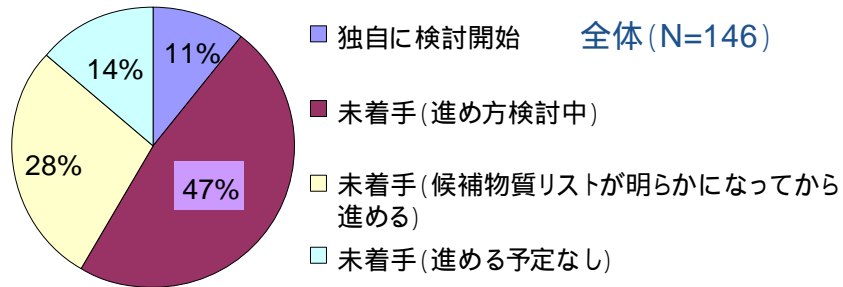 独自に検討開始
全体(N=146)
11%
14%
未着手(進め方検討中)
28%
47%
未着手(候補物質リストが明らかになってから
進める)
未着手(進める予定なし)